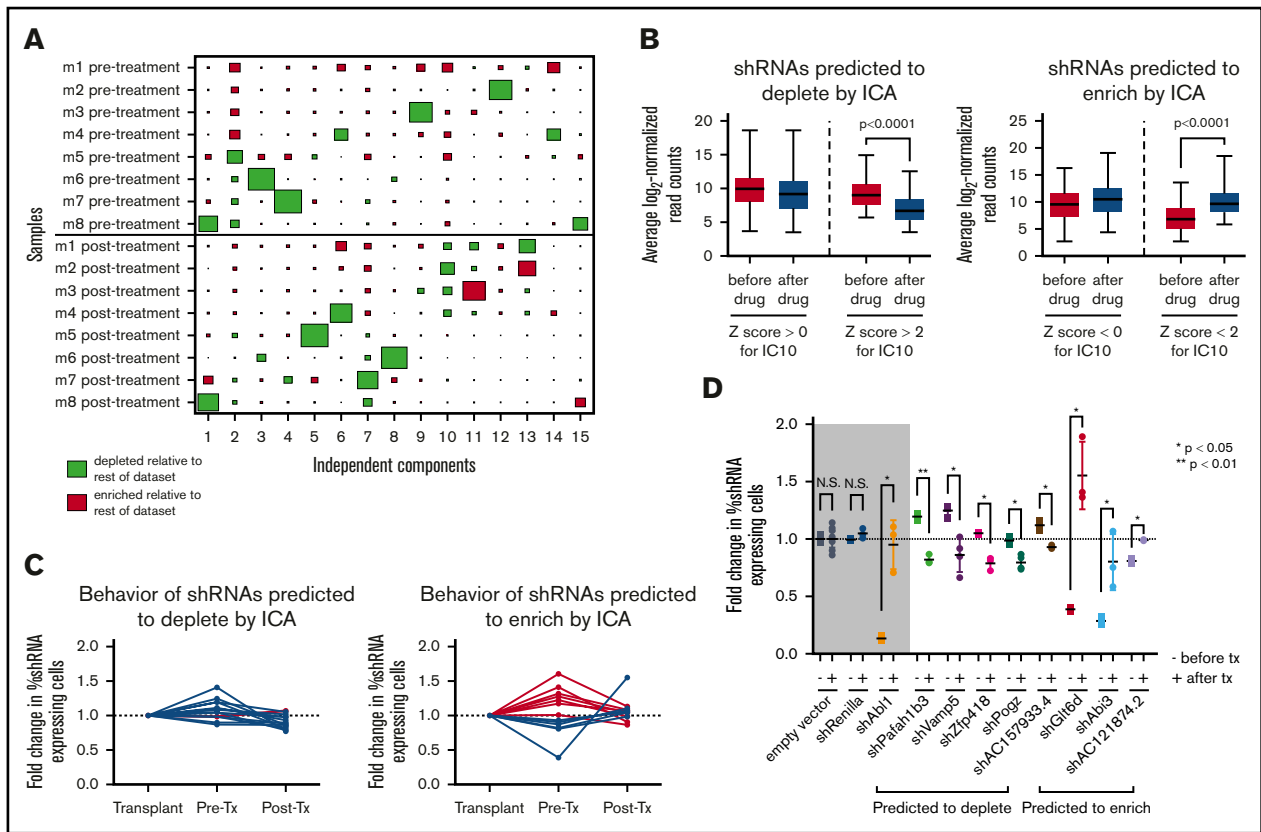 A
Samples
m1 pre-treatment
m2 pre-treatment
m3 pre-treatment
m4 pre-treatment
m5 pre-treatment
m6 pre-treatment
m7 pre-treatment
m8 pre-treatment
m1 post-treatment
m2 post-treatment
m3 post-treatment
m4 post-treatment
m5 post-treatment
m6 post-treatment
m7 post-treatment
m8 post-treatment
1 2 3 4 5 6 7 8 9 10 11 12 13 14 15
Independent components
depleted relative to
rest of dataset
enriched relative to
rest of dataset
B
shRNAs predicted to
deplete by ICA
Average log2-normalized
read counts
20
15
10
5
0
p<0.0001
before after before after
drug drug drug drug
Z score > 0 Z score > 2
for IC10 for IC10
shRNAs predicted to
enrich by ICA
Average log2-normalized
read counts
25
20
15
10
5
0
p<0.0001
before after before after
drug drug drug drug
Z score < 0 Z score < 2
for IC10 for IC10
C
Behavior of shRNAs predicted
to deplete by ICA
Fold change in %shRNA
expressing cells
2.0
1.5
1.0
0.5
0.0
Transplant Pre-Tx Post-Tx
Behavior of shRNAs predicted
to enrich by ICA
Fold change in %shRNA
expressing cells
2.0
1.5
1.0
0.5
0.0
Transplant Pre-Tx Post-Tx
D
Fold change in %shRNA
expressing cells
2.0
1.5
1.0
0.5
0.0
N.S. N.S. * ** * * * * * * *
* p < 0.05
** p < 0.01
- + - + - + - + - + - + - + - + - + - + - +
- before tx
+ after tx
empty vector
shRenilla
shAbl1
shPafah1b3
shVamp5
shZfp418
shPogz
shAC157933.4
shGlt6d
shAbi3
shAC121874.2
Predicted to deplete
Predicted to enrich